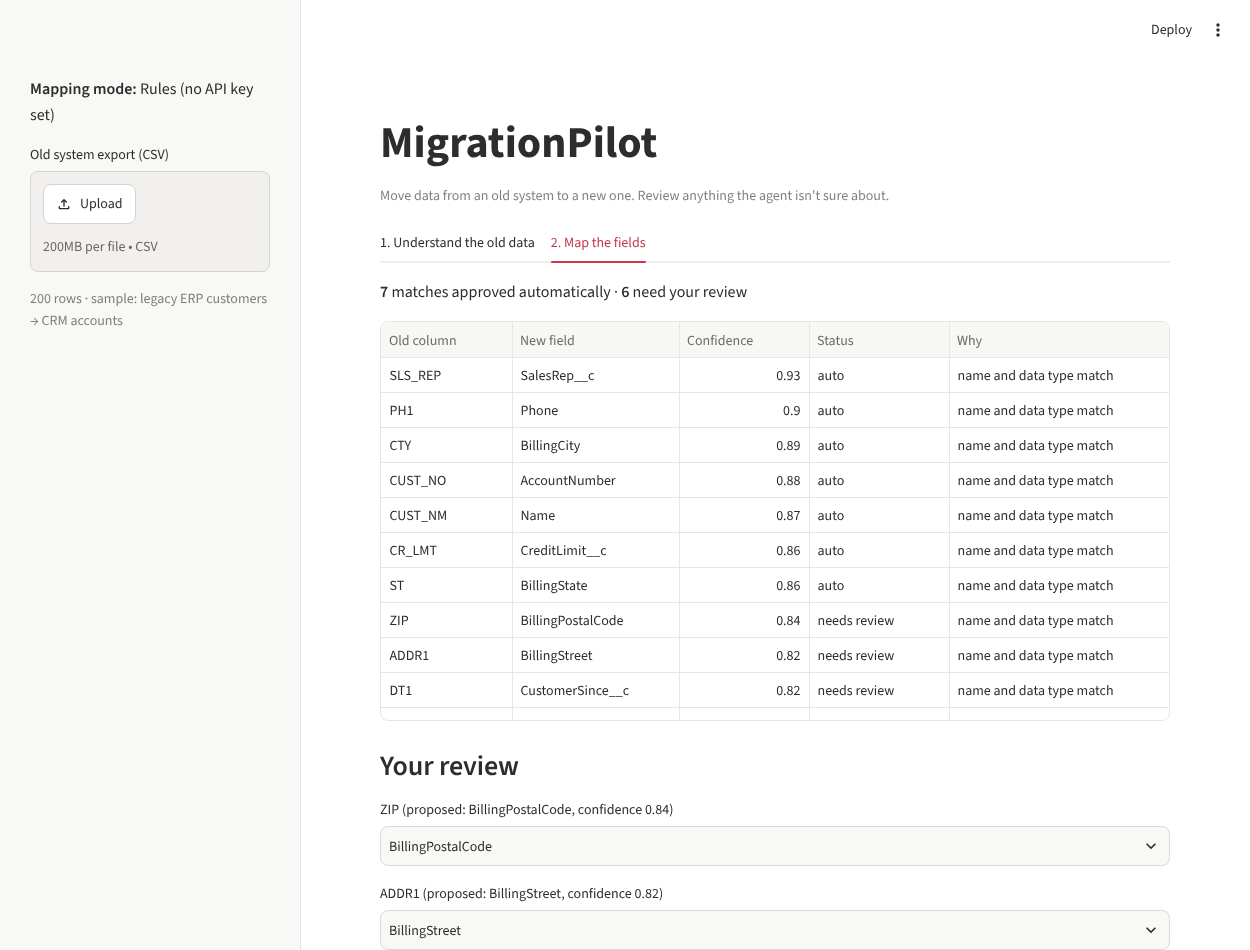 Deploy
Mapping mode: Rules (no API key
set)
Old system export (CSV)
Upload
200MB per file • CSV
200 rows · sample: legacy ERP customers
→ CRM accounts
MigrationPilot
Move data from an old system to a new one. Review anything the agent isn't sure about.
1. Understand the old data 2. Map the fields
7 matches approved automatically · 6 need your review
Old column New field Confidence Status Why
SLS_REP SalesRep__c 0.93 auto name and data type match
PH1 Phone 0.9 auto name and data type match
CTY BillingCity 0.89 auto name and data type match
CUST_NO AccountNumber 0.88 auto name and data type match
CUST_NM Name 0.87 auto name and data type match
CR_LMT CreditLimit__c 0.86 auto name and data type match
ST BillingState 0.86 auto name and data type match
ZIP BillingPostalCode 0.84 needs review name and data type match
ADDR1 BillingStreet 0.82 needs review name and data type match
DT1 CustomerSince__c 0.82 needs review name and data type match
Your review
ZIP (proposed: BillingPostalCode, confidence 0.84)
BillingPostalCode
ADDR1 (proposed: BillingStreet, confidence 0.82)
BillingStreet